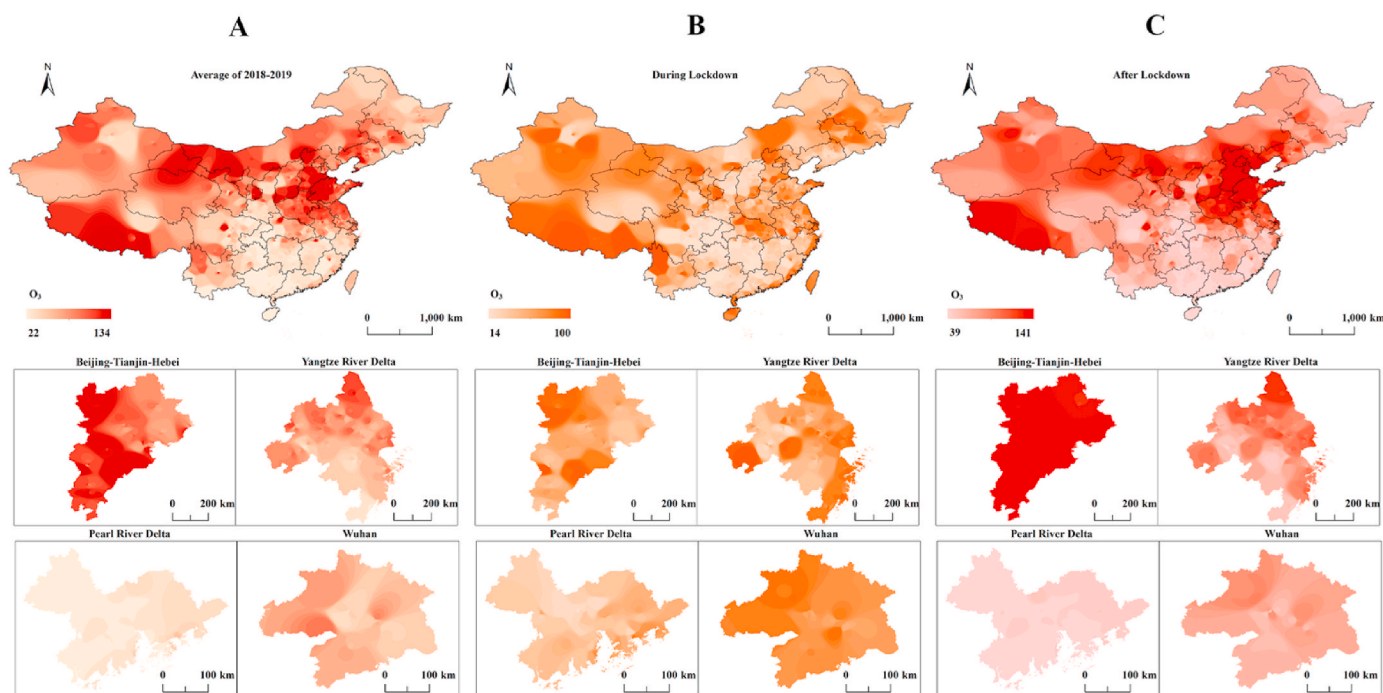 A
B
C
N
Average of 2018-2019
N
During Lockdown
N
After Lockdown
O3
22 134
0 1,000 km
O3
14 100
0 1,000 km
O3
39 141
0 1,000 km
Beijing-Tianjin-Hebei
0 200 km
Yangtze River Delta
0 200 km
Beijing-Tianjin-Hebei
0 200 km
Yangtze River Delta
0 200 km
Beijing-Tianjin-Hebei
0 200 km
Yangtze River Delta
0 200 km
Pearl River Delta
0 100 km
Wuhan
0 100 km
Pearl River Delta
0 100 km
Wuhan
0 100 km
Pearl River Delta
0 100 km
Wuhan
0 100 km